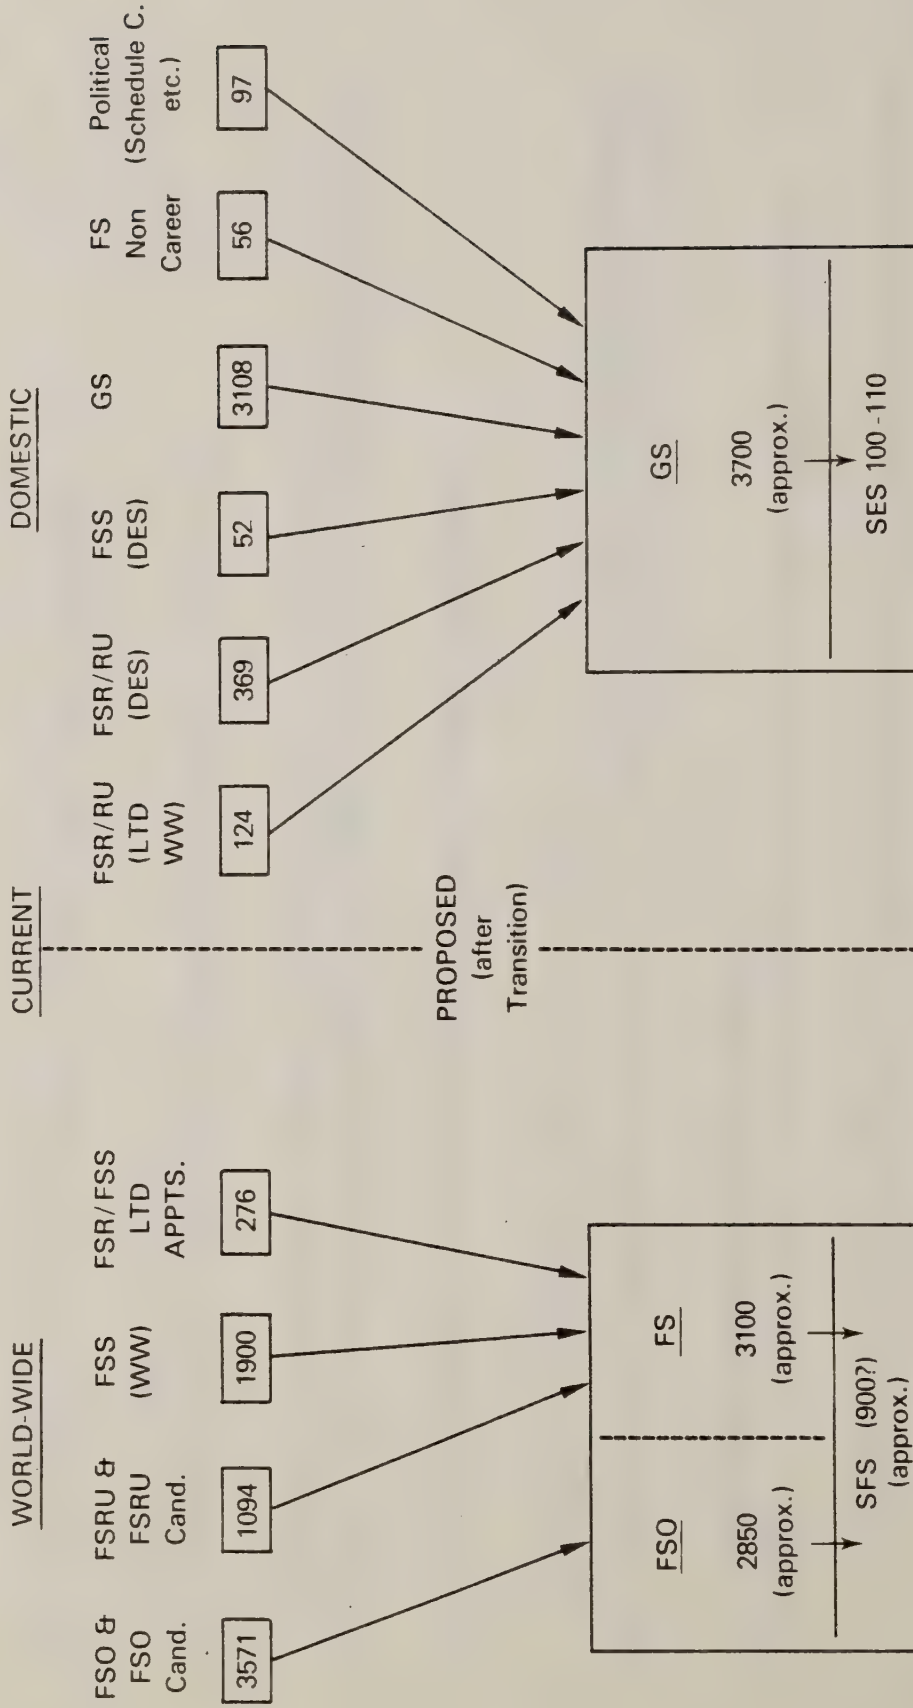 WORLD-WIDE
CURRENT
DOMESTIC
FSO &
FSO
Cand.
3571
FSRU &
FSRU
Cand.
1094
FSS
(WW)
1900
FSR/FSS
LTD
APPTS.
276
FSR/RU
(LTD
WW)
124
FSR/RU
(DES)
369
FSS
(DES)
52
GS
3108
FS
Non
Career
56
Political
(Schedule C.
etc.)
97
PROPOSED
(after
Transition)
FSO
2850
(approx.)
FS
3100
(approx.)
SFS (900?)
(approx.)
GS
3700
(approx.)
SES 100-110